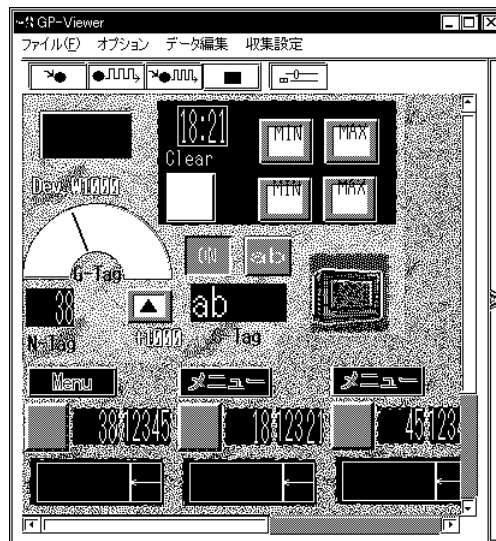 GP-Viewer
ファイル(F) オプション データ編集 収集設定
18:21
Clear
MIN MAX
MIN MAX
Dev. W1000
G-Tag
ON ab
38 ab
N-Tag +1000 S-Tag
Menu メニュー メニュー
38 12345 18 12321 45 123